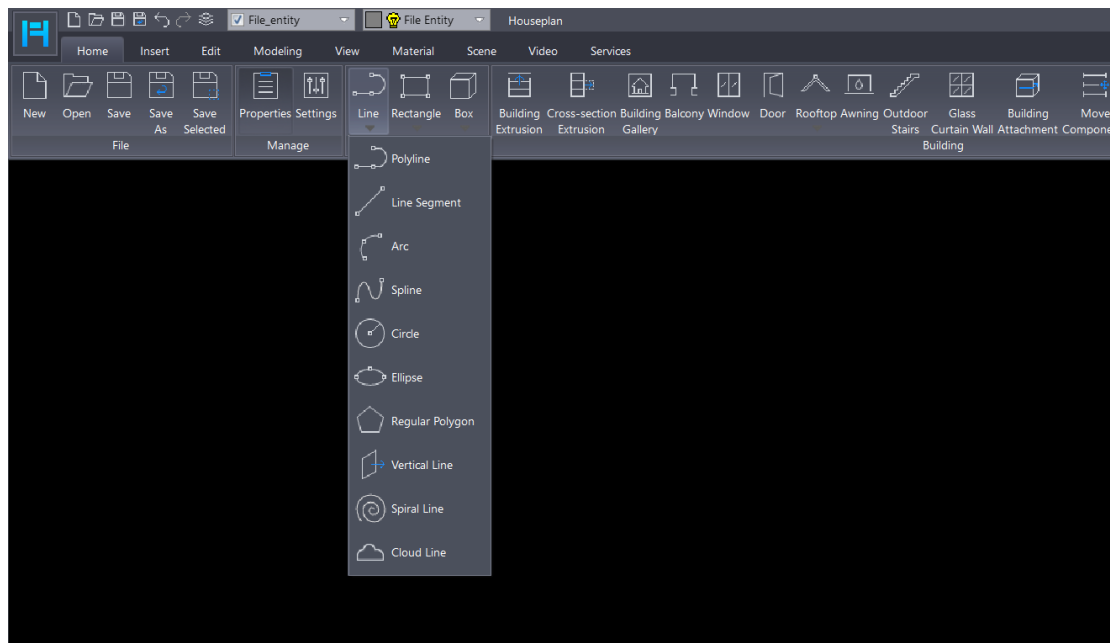 File_entity File Entity Houseplan
Home Insert Edit Modeling View Material Scene Video Services
New Open Save Save As Save Selected Properties Settings Line Rectangle Box Building Extrusion Cross-section Extrusion Building Gallery Balcony Window Door Rooftop Awning Outdoor Stairs Glass Curtain Wall Building Attachment Move
File Manage Building
Polyline
Line Segment
Arc
Spline
Circle
Ellipse
Regular Polygon
Vertical Line
Spiral Line
Cloud Line